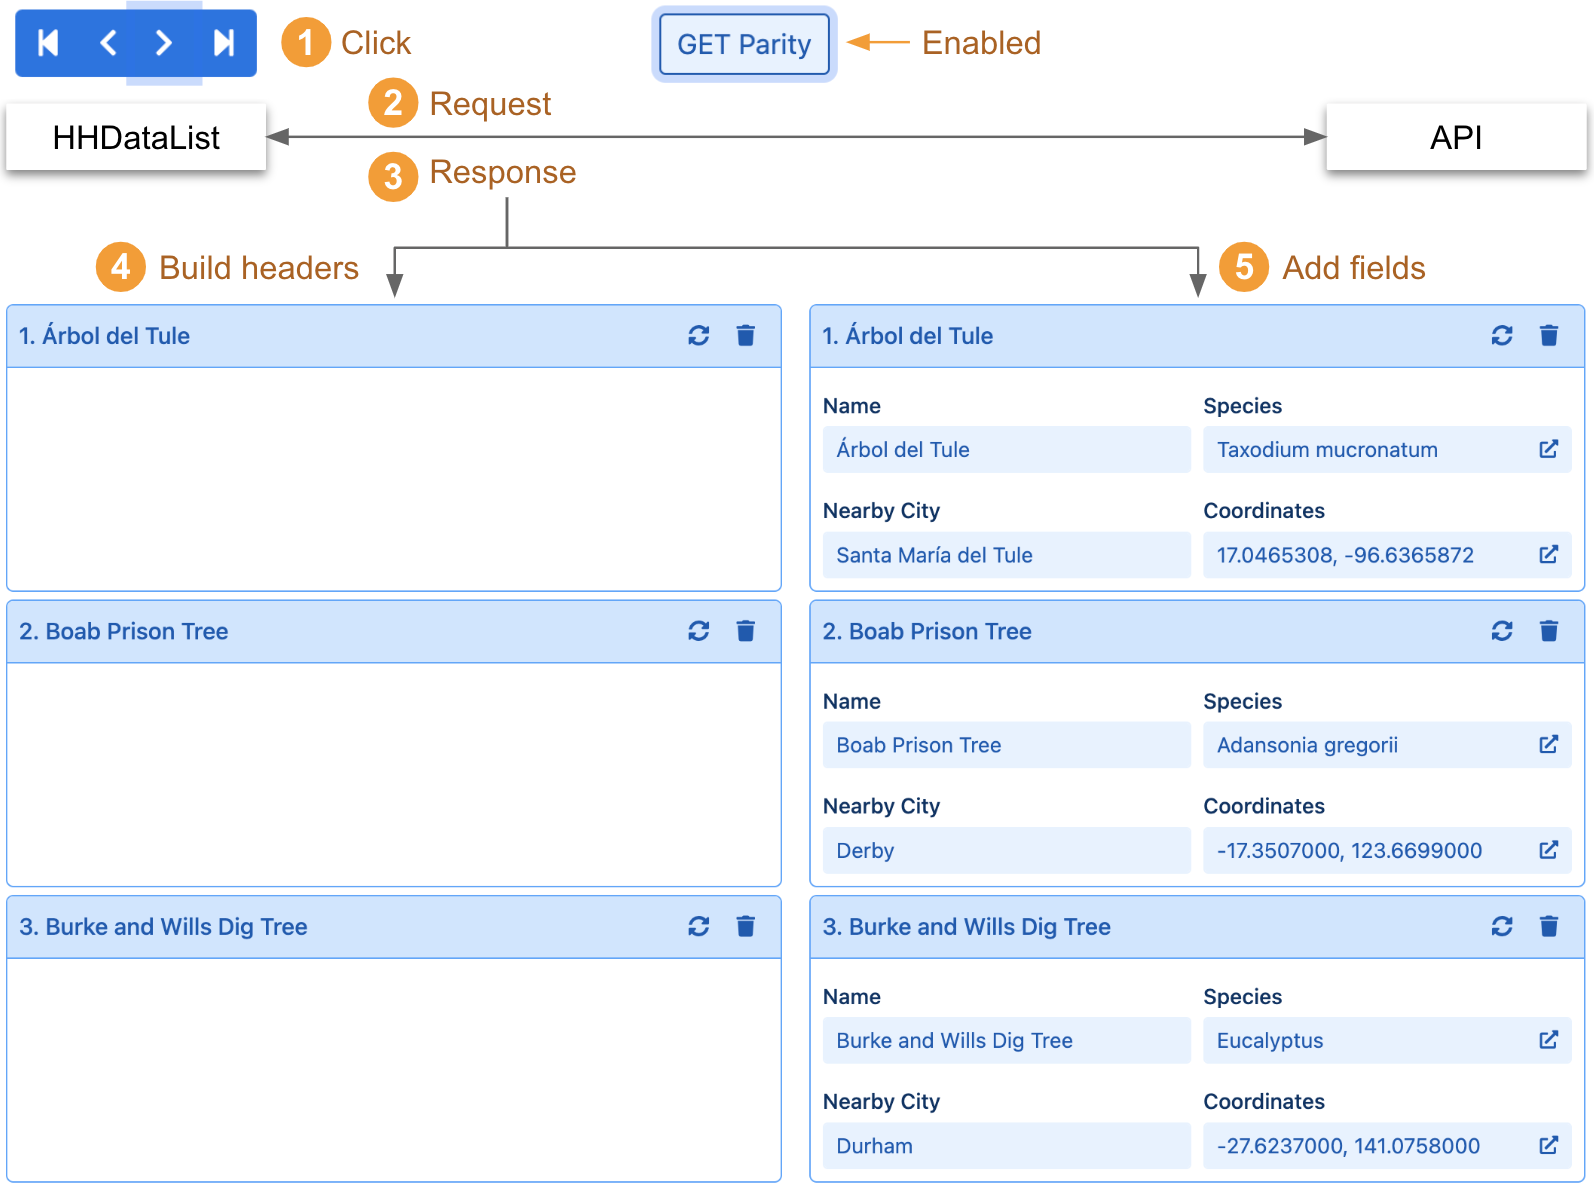 1 Click
GET Parity
Enabled
2 Request
HHDataList
API
3 Response
4 Build headers
5 Add fields
1. Árbol del Tule
2. Boab Prison Tree
3. Burke and Wills Dig Tree
1. Árbol del Tule
Name Species
Árbol del Tule Taxodium mucronatum
Nearby City Coordinates
Santa María del Tule 17.0465308, -96.6365872
2. Boab Prison Tree
Name Species
Boab Prison Tree Adansonia gregorii
Nearby City Coordinates
Derby -17.3507000, 123.6699000
3. Burke and Wills Dig Tree
Name Species
Burke and Wills Dig Tree Eucalyptus
Nearby City Coordinates
Durham -27.6237000, 141.0758000